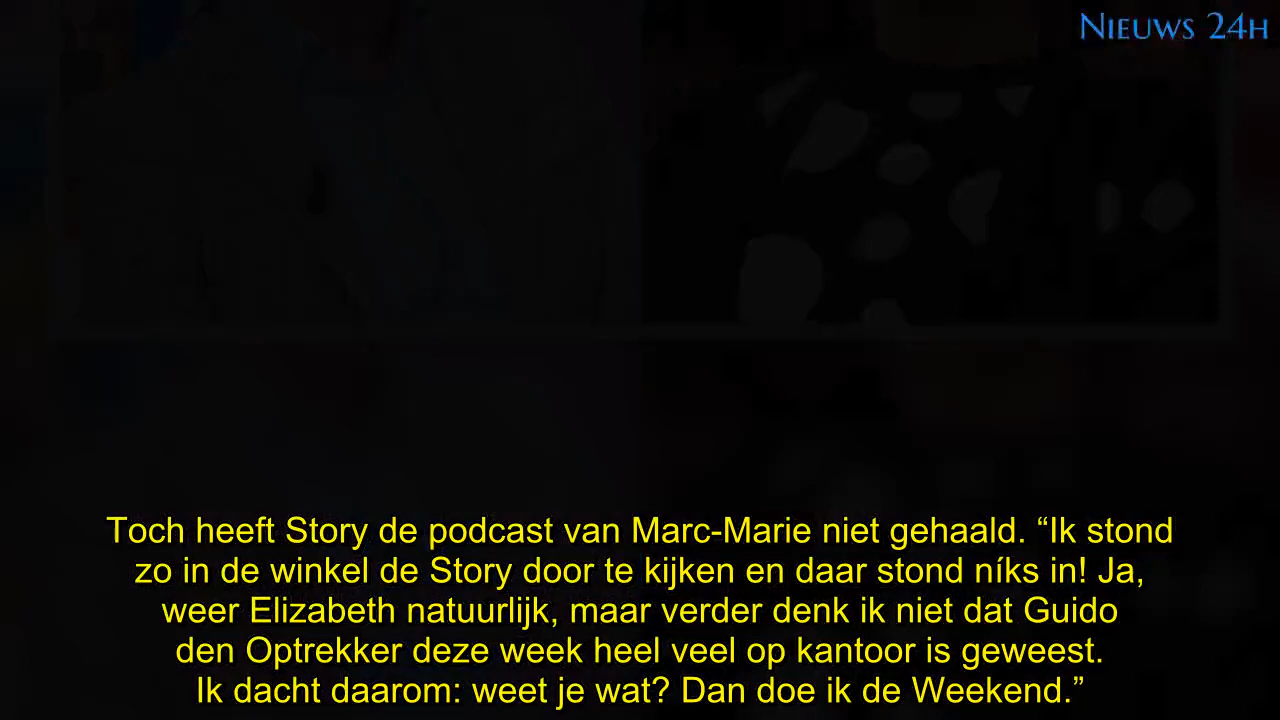 Nieuws 24h
Toch heeft Story de podcast van Marc-Marie niet gehaald. “Ik stond
zo in de winkel de Story door te kijken en daar stond níks in! Ja,
weer Elizabeth natuurlijk, maar verder denk ik niet dat Guido
den Optrekker deze week heel veel op kantoor is geweest.
Ik dacht daarom: weet je wat? Dan doe ik de Weekend.”